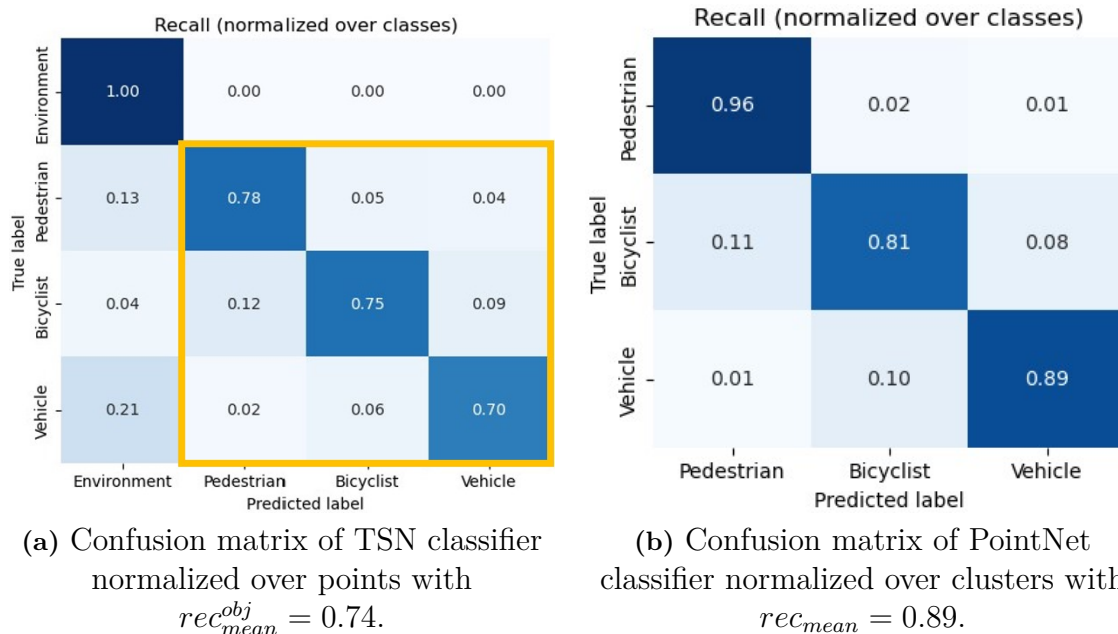 Recall (normalized over classes)
True label
Environment
1.00 0.00 0.00 0.00
Pedestrian
0.13 0.78 0.05 0.04
Bicyclist
0.04 0.12 0.75 0.09
Vehicle
0.21 0.02 0.06 0.70
Environment Pedestrian Bicyclist Vehicle
Predicted label
(a) Confusion matrix of TSN classifier
normalized over points with
rec^{obj}_{mean} = 0.74.
Recall (normalized over classes)
True label
Pedestrian
0.96 0.02 0.01
Bicyclist
0.11 0.81 0.08
Vehicle
0.01 0.10 0.89
Pedestrian Bicyclist Vehicle
Predicted label
(b) Confusion matrix of PointNet
classifier normalized over clusters with
rec_{mean} = 0.89.